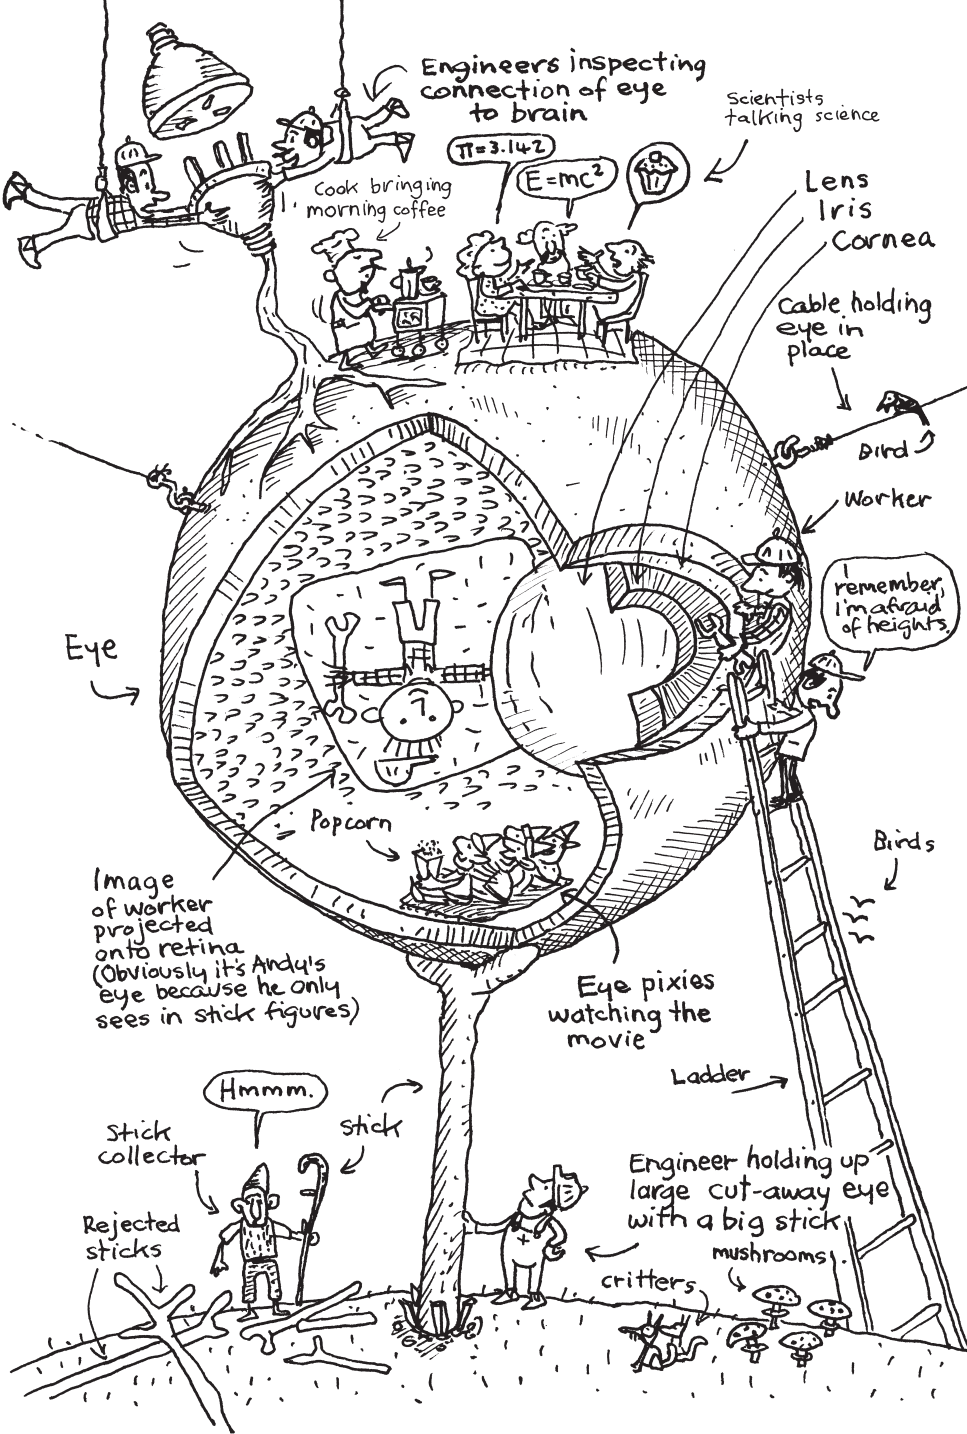 Engineers inspecting
connection of eye
to brain
Scientists
talking science
π=3.142
E=mc²
Cook bringing
morning coffee
Lens
Iris
Cornea
Cable holding
eye in
place
Bird
Worker
I
remember,
I'm afraid
of heights.
Eye
Popcorn
Birds
Image
of worker
projected
onto retina
(Obviously it's Andy's
eye because he only
sees in stick figures)
Eye pixies
watching the
movie
Ladder
Hmmm.
Stick
collector
Stick
Rejected
sticks
Engineer holding up
large cut-away eye
with a big stick
mushrooms
critters